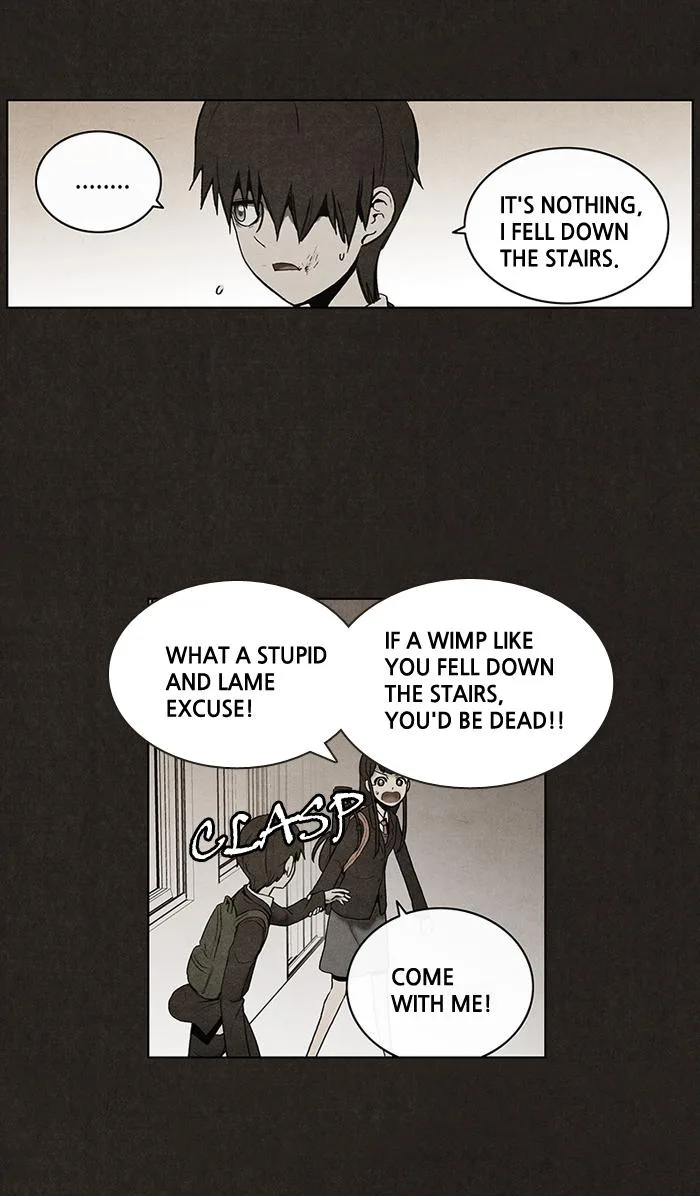 .........
IT'S NOTHING,
I FELL DOWN
THE STAIRS.
WHAT A STUPID
AND LAME
EXCUSE!
IF A WIMP LIKE
YOU FELL DOWN
THE STAIRS,
YOU'D BE DEAD!!
CLASP
COME
WITH ME!